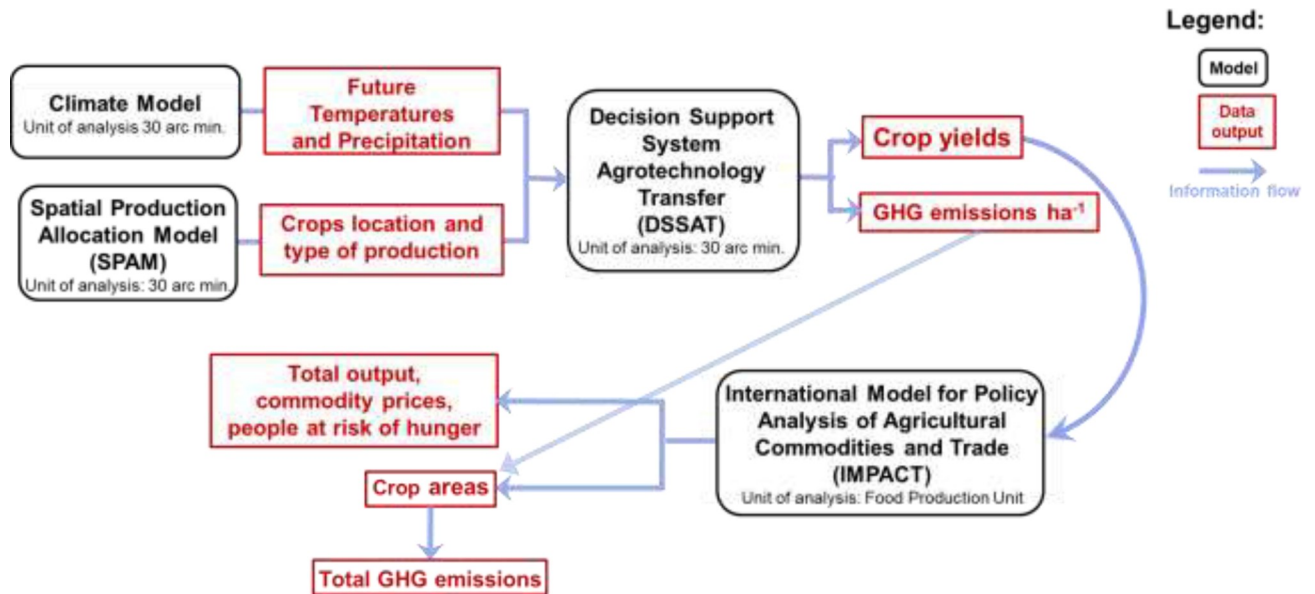 Legend:
Model
Data
output
Information flow
Climate Model
Unit of analysis 30 arc min.
Future
Temperatures
and Precipitation
Spatial Production
Allocation Model
(SPAM)
Unit of analysis: 30 arc min.
Crops location and
type of production
Decision Support
System
Agrotechnology
Transfer
(DSSAT)
Unit of analysis: 30 arc min.
Crop yields
GHG emissions ha⁻¹
International Model for Policy
Analysis of Agricultural
Commodities and Trade
(IMPACT)
Unit of analysis: Food Production Unit
Total output,
commodity prices,
people at risk of hunger
Crop areas
Total GHG emissions